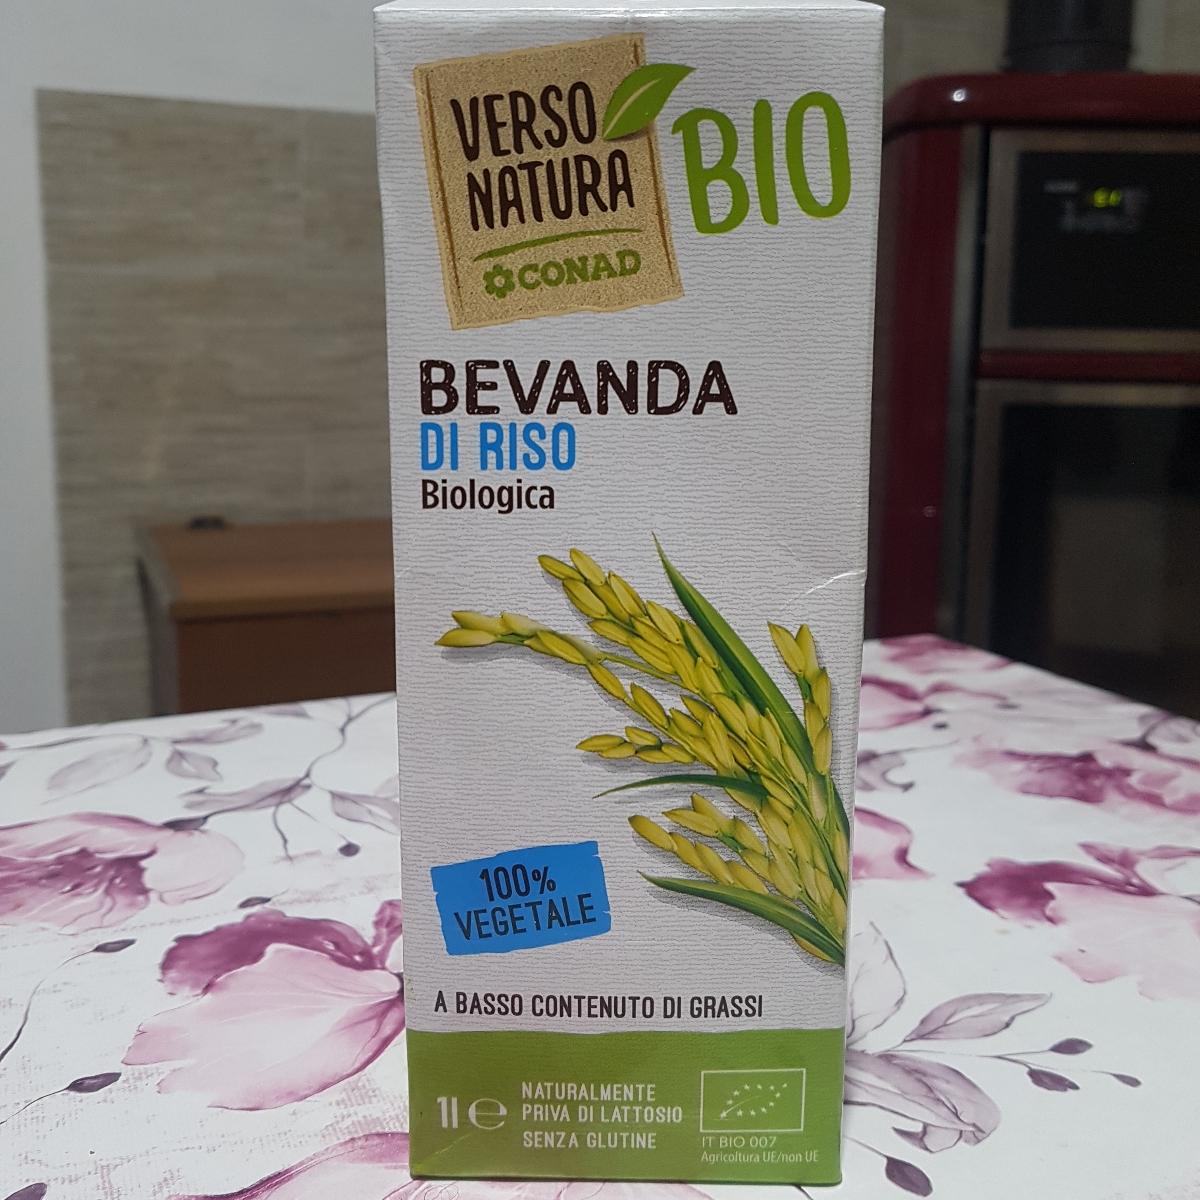 VERSO
NATURA
CONAD
BIO
BEVANDA
DI RISO
Biologica
100%
VEGETALE
A BASSO CONTENUTO DI GRASSI
1l e
NATURALMENTE
PRIVA DI LATTOSIO
SENZA GLUTINE
IT BIO 007
Agricoltura UE/non UE